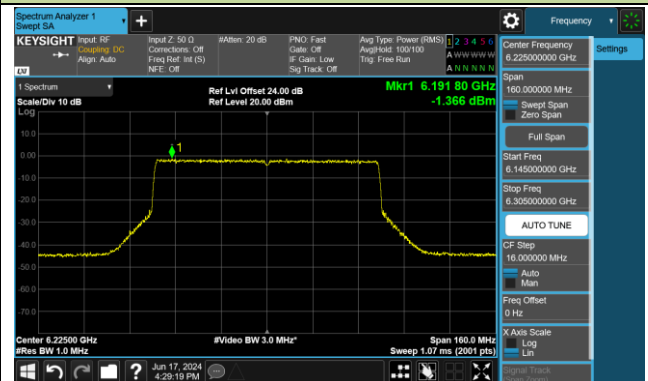 Spectrum Analyzer 1
Swept SA
+
Frequency
KEYSIGHT
Input: RF
Coupling: DC
Align: Auto
Input Z: 50 Ω
Corrections: Off
Freq Ref: Int (S)
NFE: Off
#Atten: 20 dB
PNO: Fast
Gate: Off
IF Gain: Low
Sig Track: Off
Avg Type: Power (RMS)
Avg|Hold: 100/100
Trig: Free Run
1 2 3 4 5 6
A W W W W W
A N N N N N
LXI
1 Spectrum
Scale/Div 10 dB
Log
Ref Lvl Offset 24.00 dB
Ref Level 20.00 dBm
Mkr1 6.191 80 GHz
-1.366 dBm
1
10.0
0.00
-10.0
-20.0
-30.0
-40.0
-50.0
-60.0
-70.0
Center 6.22500 GHz
#Res BW 1.0 MHz
#Video BW 3.0 MHz*
Span 160.0 MHz
Sweep 1.07 ms (2001 pts)
Jun 17, 2024
4:29:19 PM
?
Center Frequency
6.225000000 GHz
Settings
Span
160.000000 MHz
Swept Span
Zero Span
Full Span
Start Freq
6.145000000 GHz
Stop Freq
6.305000000 GHz
AUTO TUNE
CF Step
16.000000 MHz
Auto
Man
Freq Offset
0 Hz
X Axis Scale
Log
Lin
Signal Track
(Span Zoom)